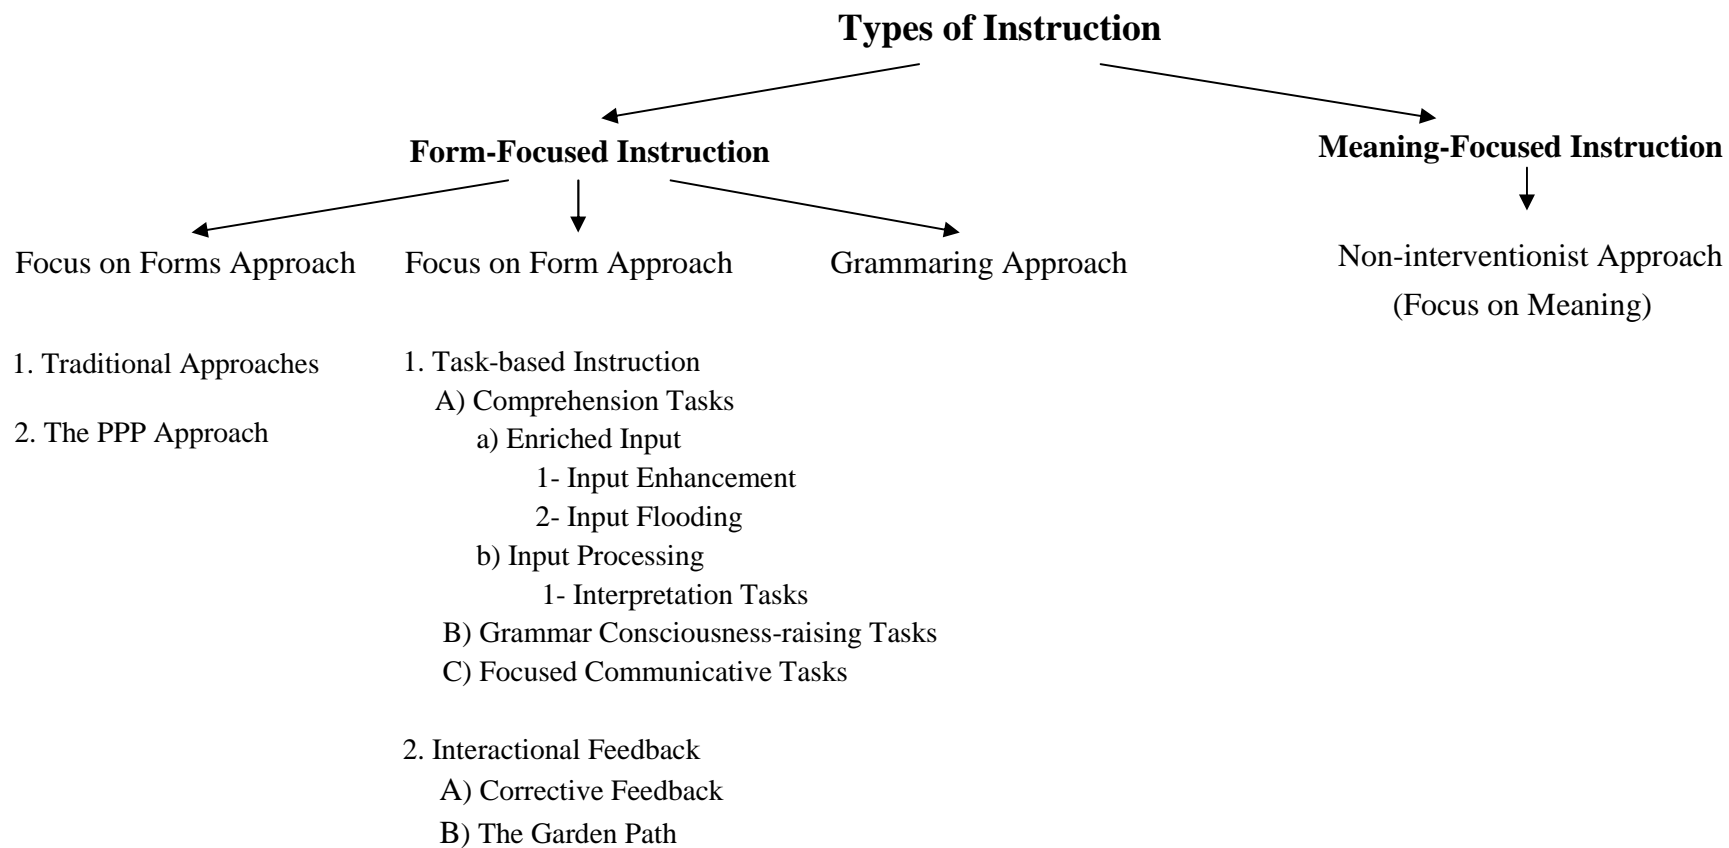 Types of Instruction
Form-Focused Instruction
Meaning-Focused Instruction
Focus on Forms Approach
Focus on Form Approach
Grammaring Approach
Non-interventionist Approach
(Focus on Meaning)
1. Traditional Approaches
2. The PPP Approach
1. Task-based Instruction
A) Comprehension Tasks
a) Enriched Input
1- Input Enhancement
2- Input Flooding
b) Input Processing
1- Interpretation Tasks
B) Grammar Consciousness-raising Tasks
C) Focused Communicative Tasks
2. Interactional Feedback
A) Corrective Feedback
B) The Garden Path